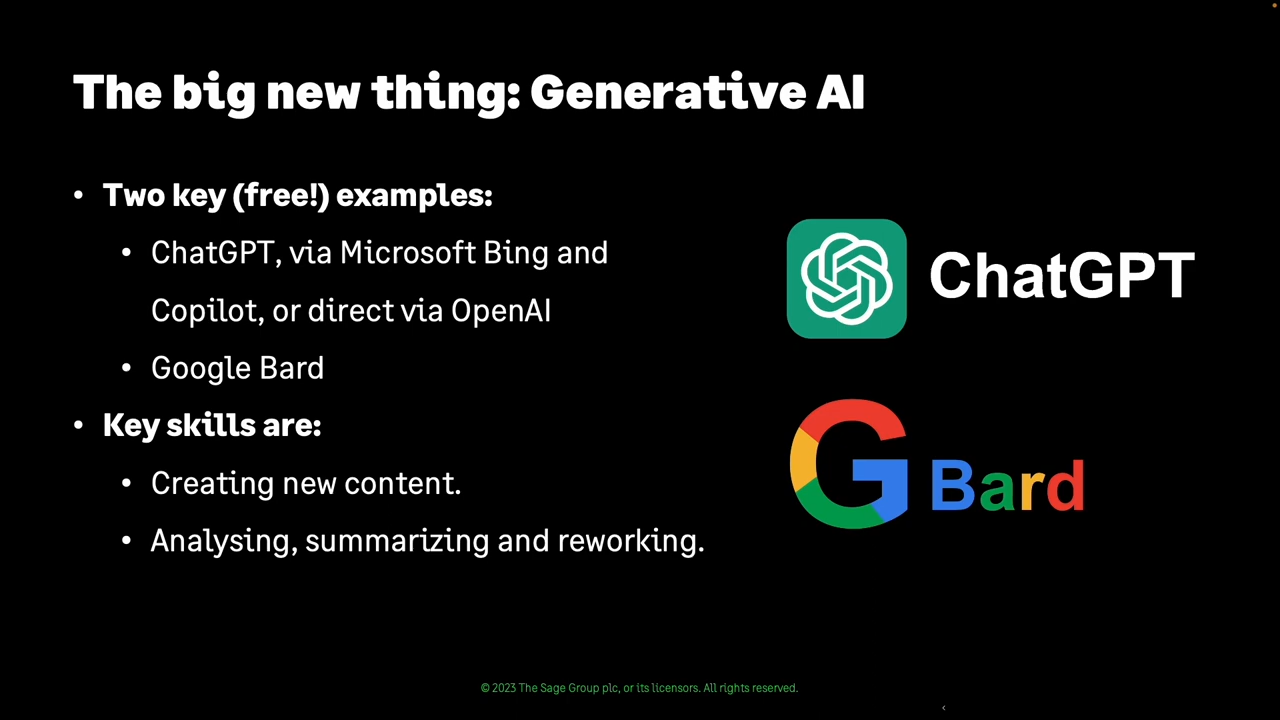 The big new thing: Generative AI
• Two key (free!) examples:
• ChatGPT, via Microsoft Bing and
Copilot, or direct via OpenAI
• Google Bard
• Key skills are:
• Creating new content.
• Analysing, summarizing and reworking.
ChatGPT
G Bard
© 2023 The Sage Group plc, or its licensors. All rights reserved.